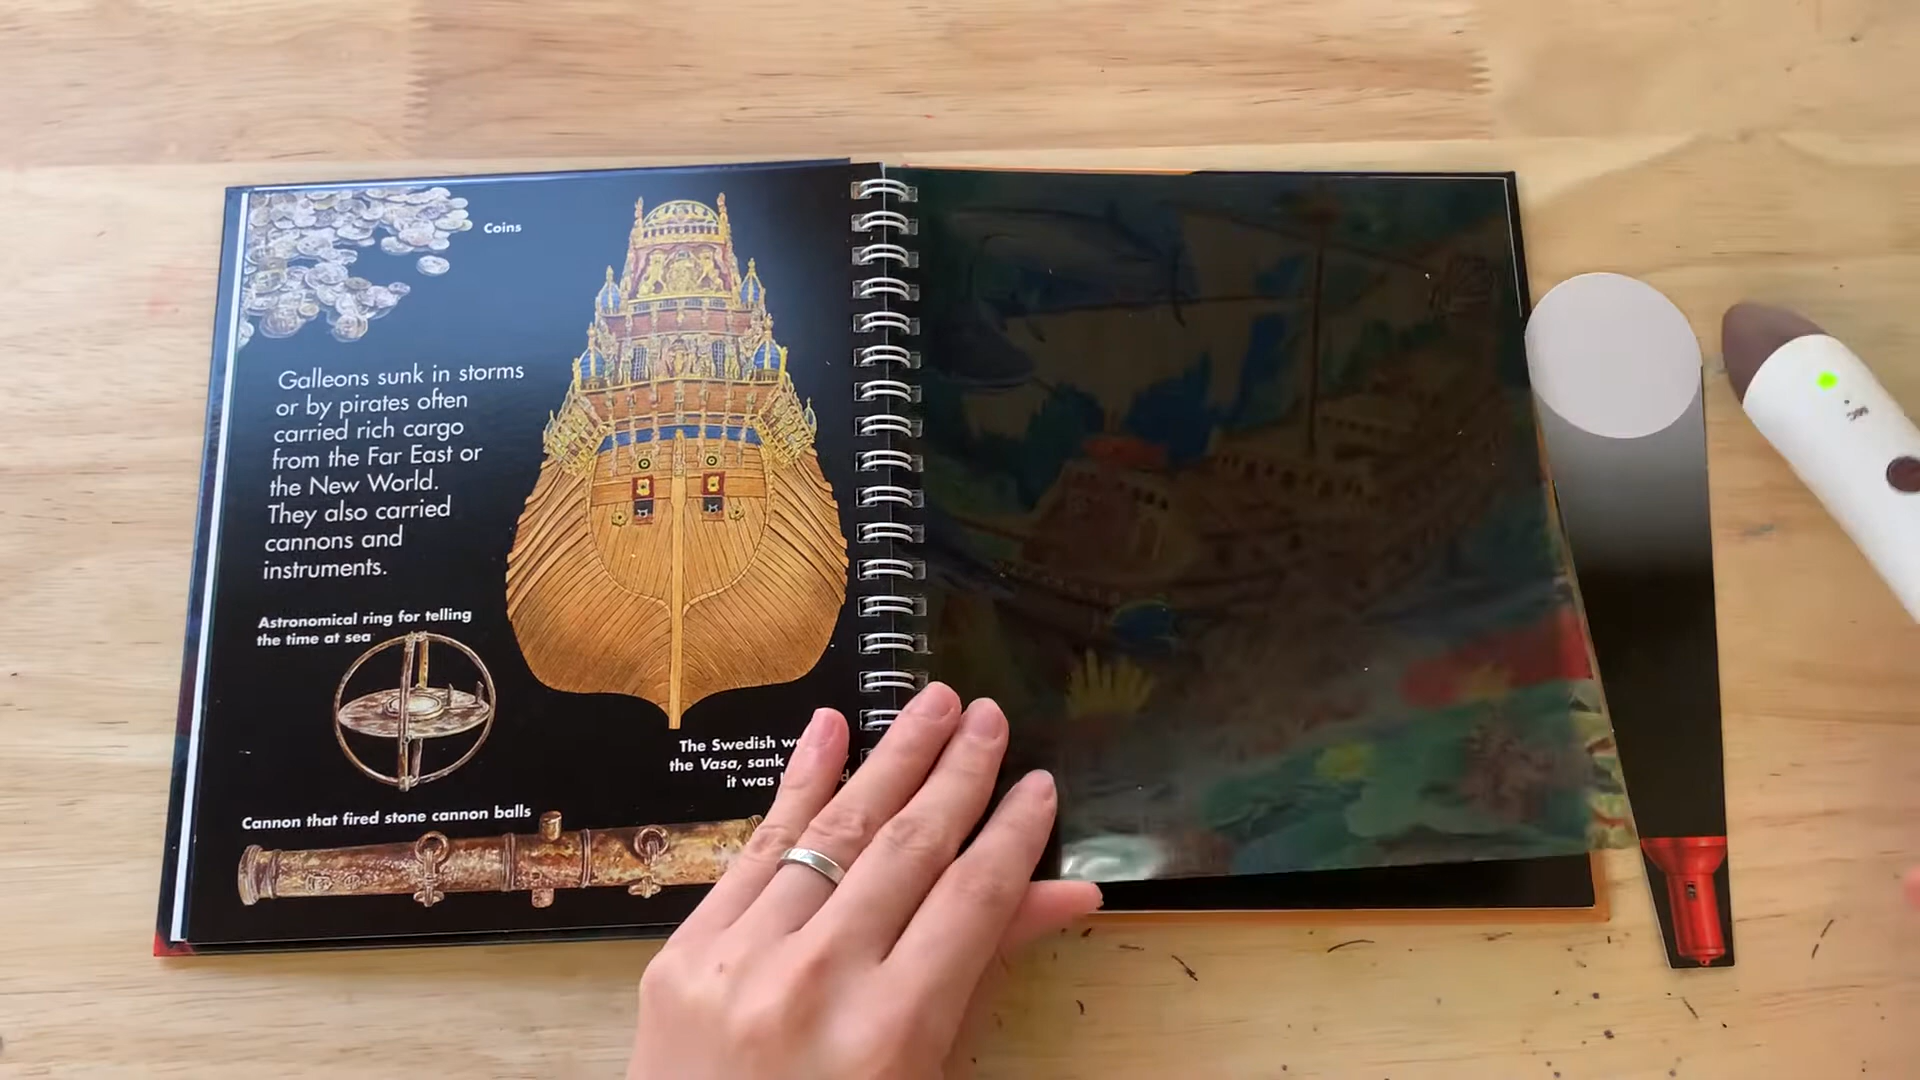 Coins
Galleons sunk in storms
or by pirates often
carried rich cargo
from the Far East or
the New World.
They also carried
cannons and
instruments.
Astronomical ring for telling
the time at sea
The Swedish
the Vasa, sank
it was
Cannon that fired stone cannon balls